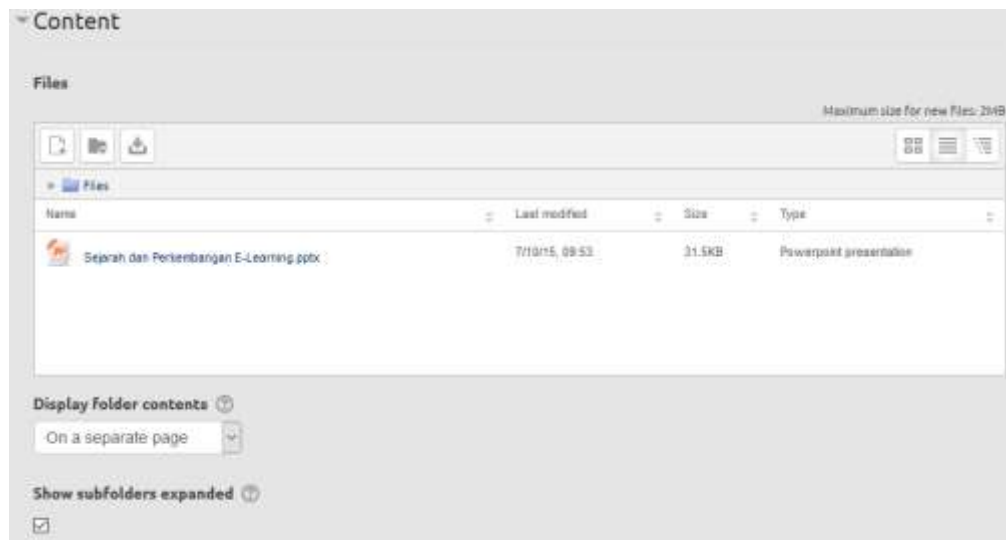 Content
Files
Maximum size for new files: 2MB
Files
Name Last modified Size Type
Sejarah dan Perkembangan E-Learning.pptx 7/10/15, 09:53 31.5KB Powerpoint presentation
Display folder contents
On a separate page
Show subfolders expanded